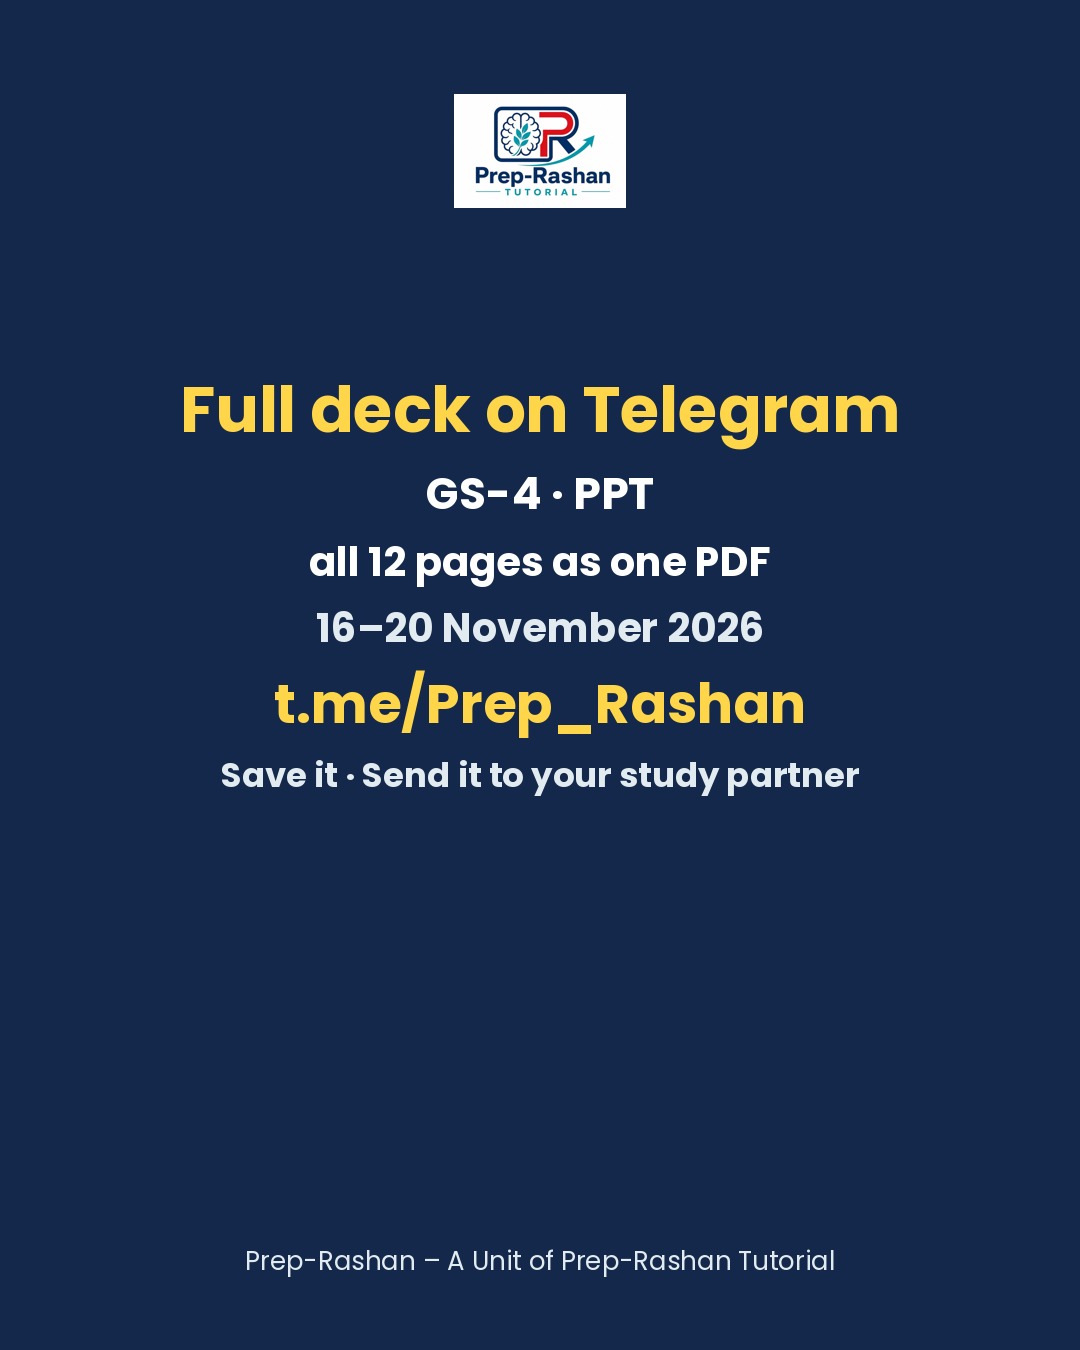 Prep-Rashan
TUTORIAL
Full deck on Telegram
GS-4 · PPT
all 12 pages as one PDF
16–20 November 2026
t.me/Prep_Rashan
Save it · Send it to your study partner
Prep-Rashan – A Unit of Prep-Rashan Tutorial